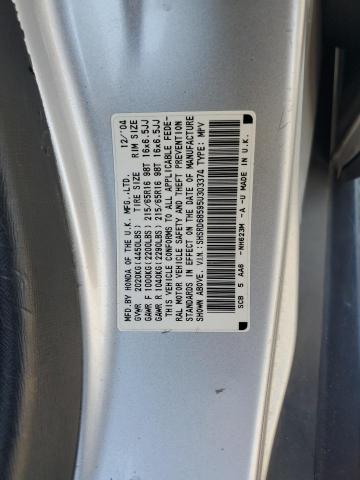 MFD.BY HONDA OF THE U.K. MFG.,LTD. 12/'04
GVWR 2020KG(4450LBS) TIRE SIZE RIM SIZE
GAWR F 1000KG(2200LBS) 215/65R16 98T 16x6.5JJ
GAWR R 1040KG(2290LBS) 215/65R16 98T 16x6.5JJ
THIS VEHICLE CONFORMS TO ALL APPLICABLE FEDE-
RAL MOTOR VEHICLE SAFETY AND THEFT PREVENTION
STANDARDS IN EFFECT ON THE DATE OF MANUFACTURE
SHOWN ABOVE. V.I.N.:SHSRD68595U303374 TYPE: MPV
SCB 5 AA6 -NH623M -A -U MADE IN U.K.